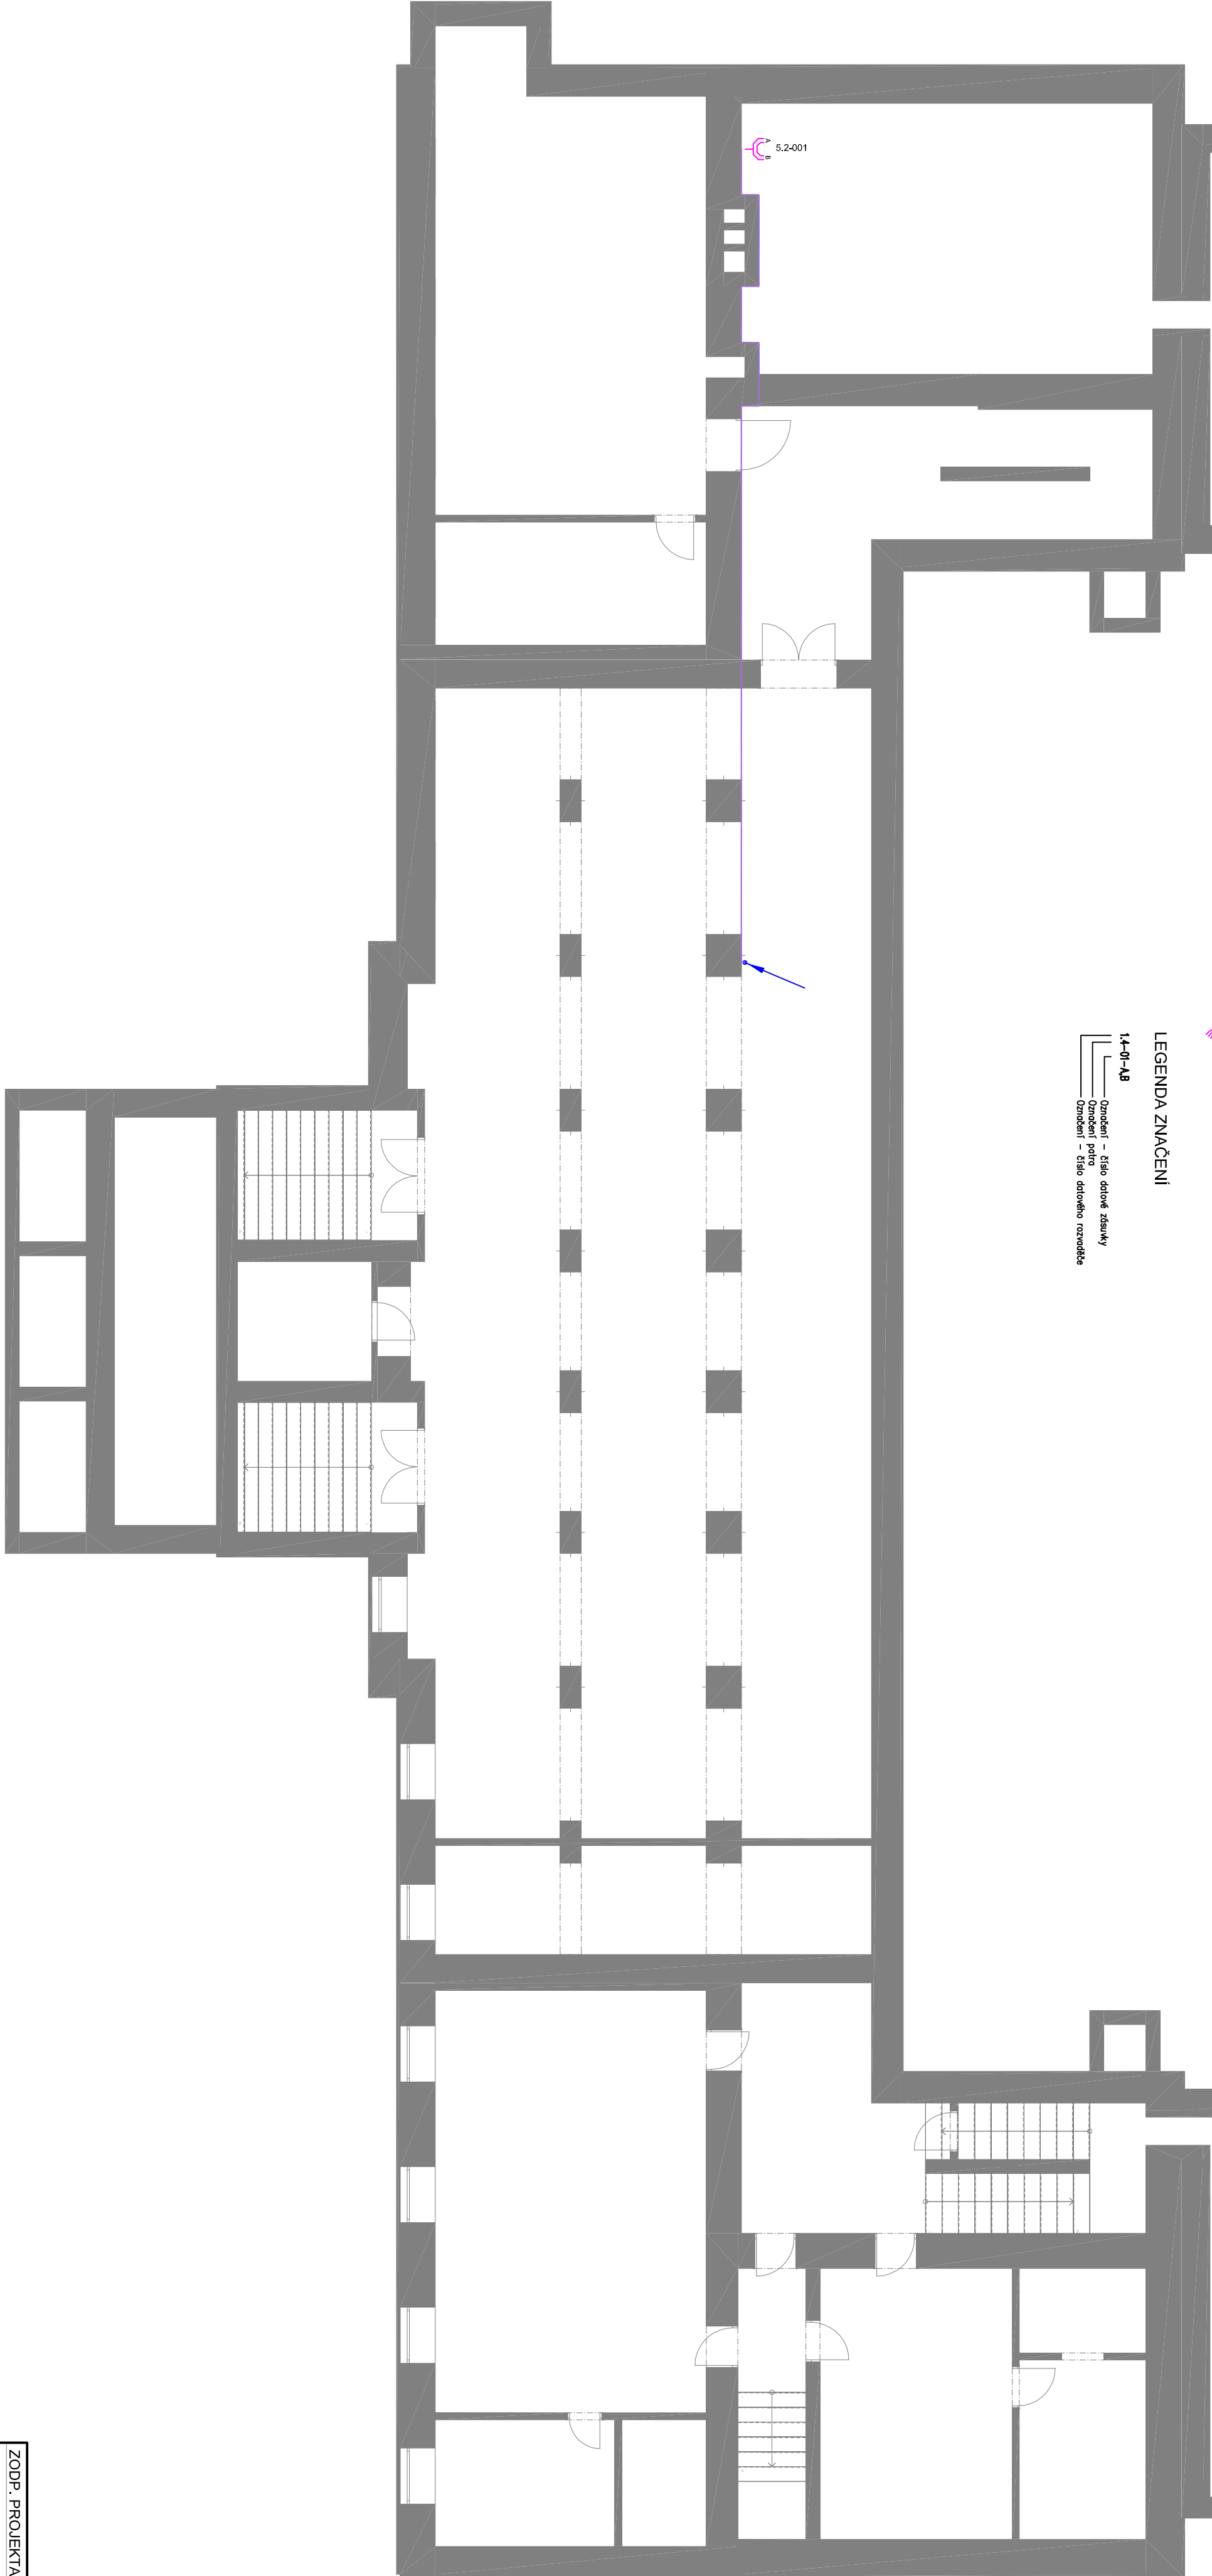 A
B
5.2-001
LEGENDA ZNAČENÍ
1.4-01-A,B
Označení - číslo datové zásuvky
Označení patra
Označení - číslo datového rozvaděče
ZODP. PROJEKTA